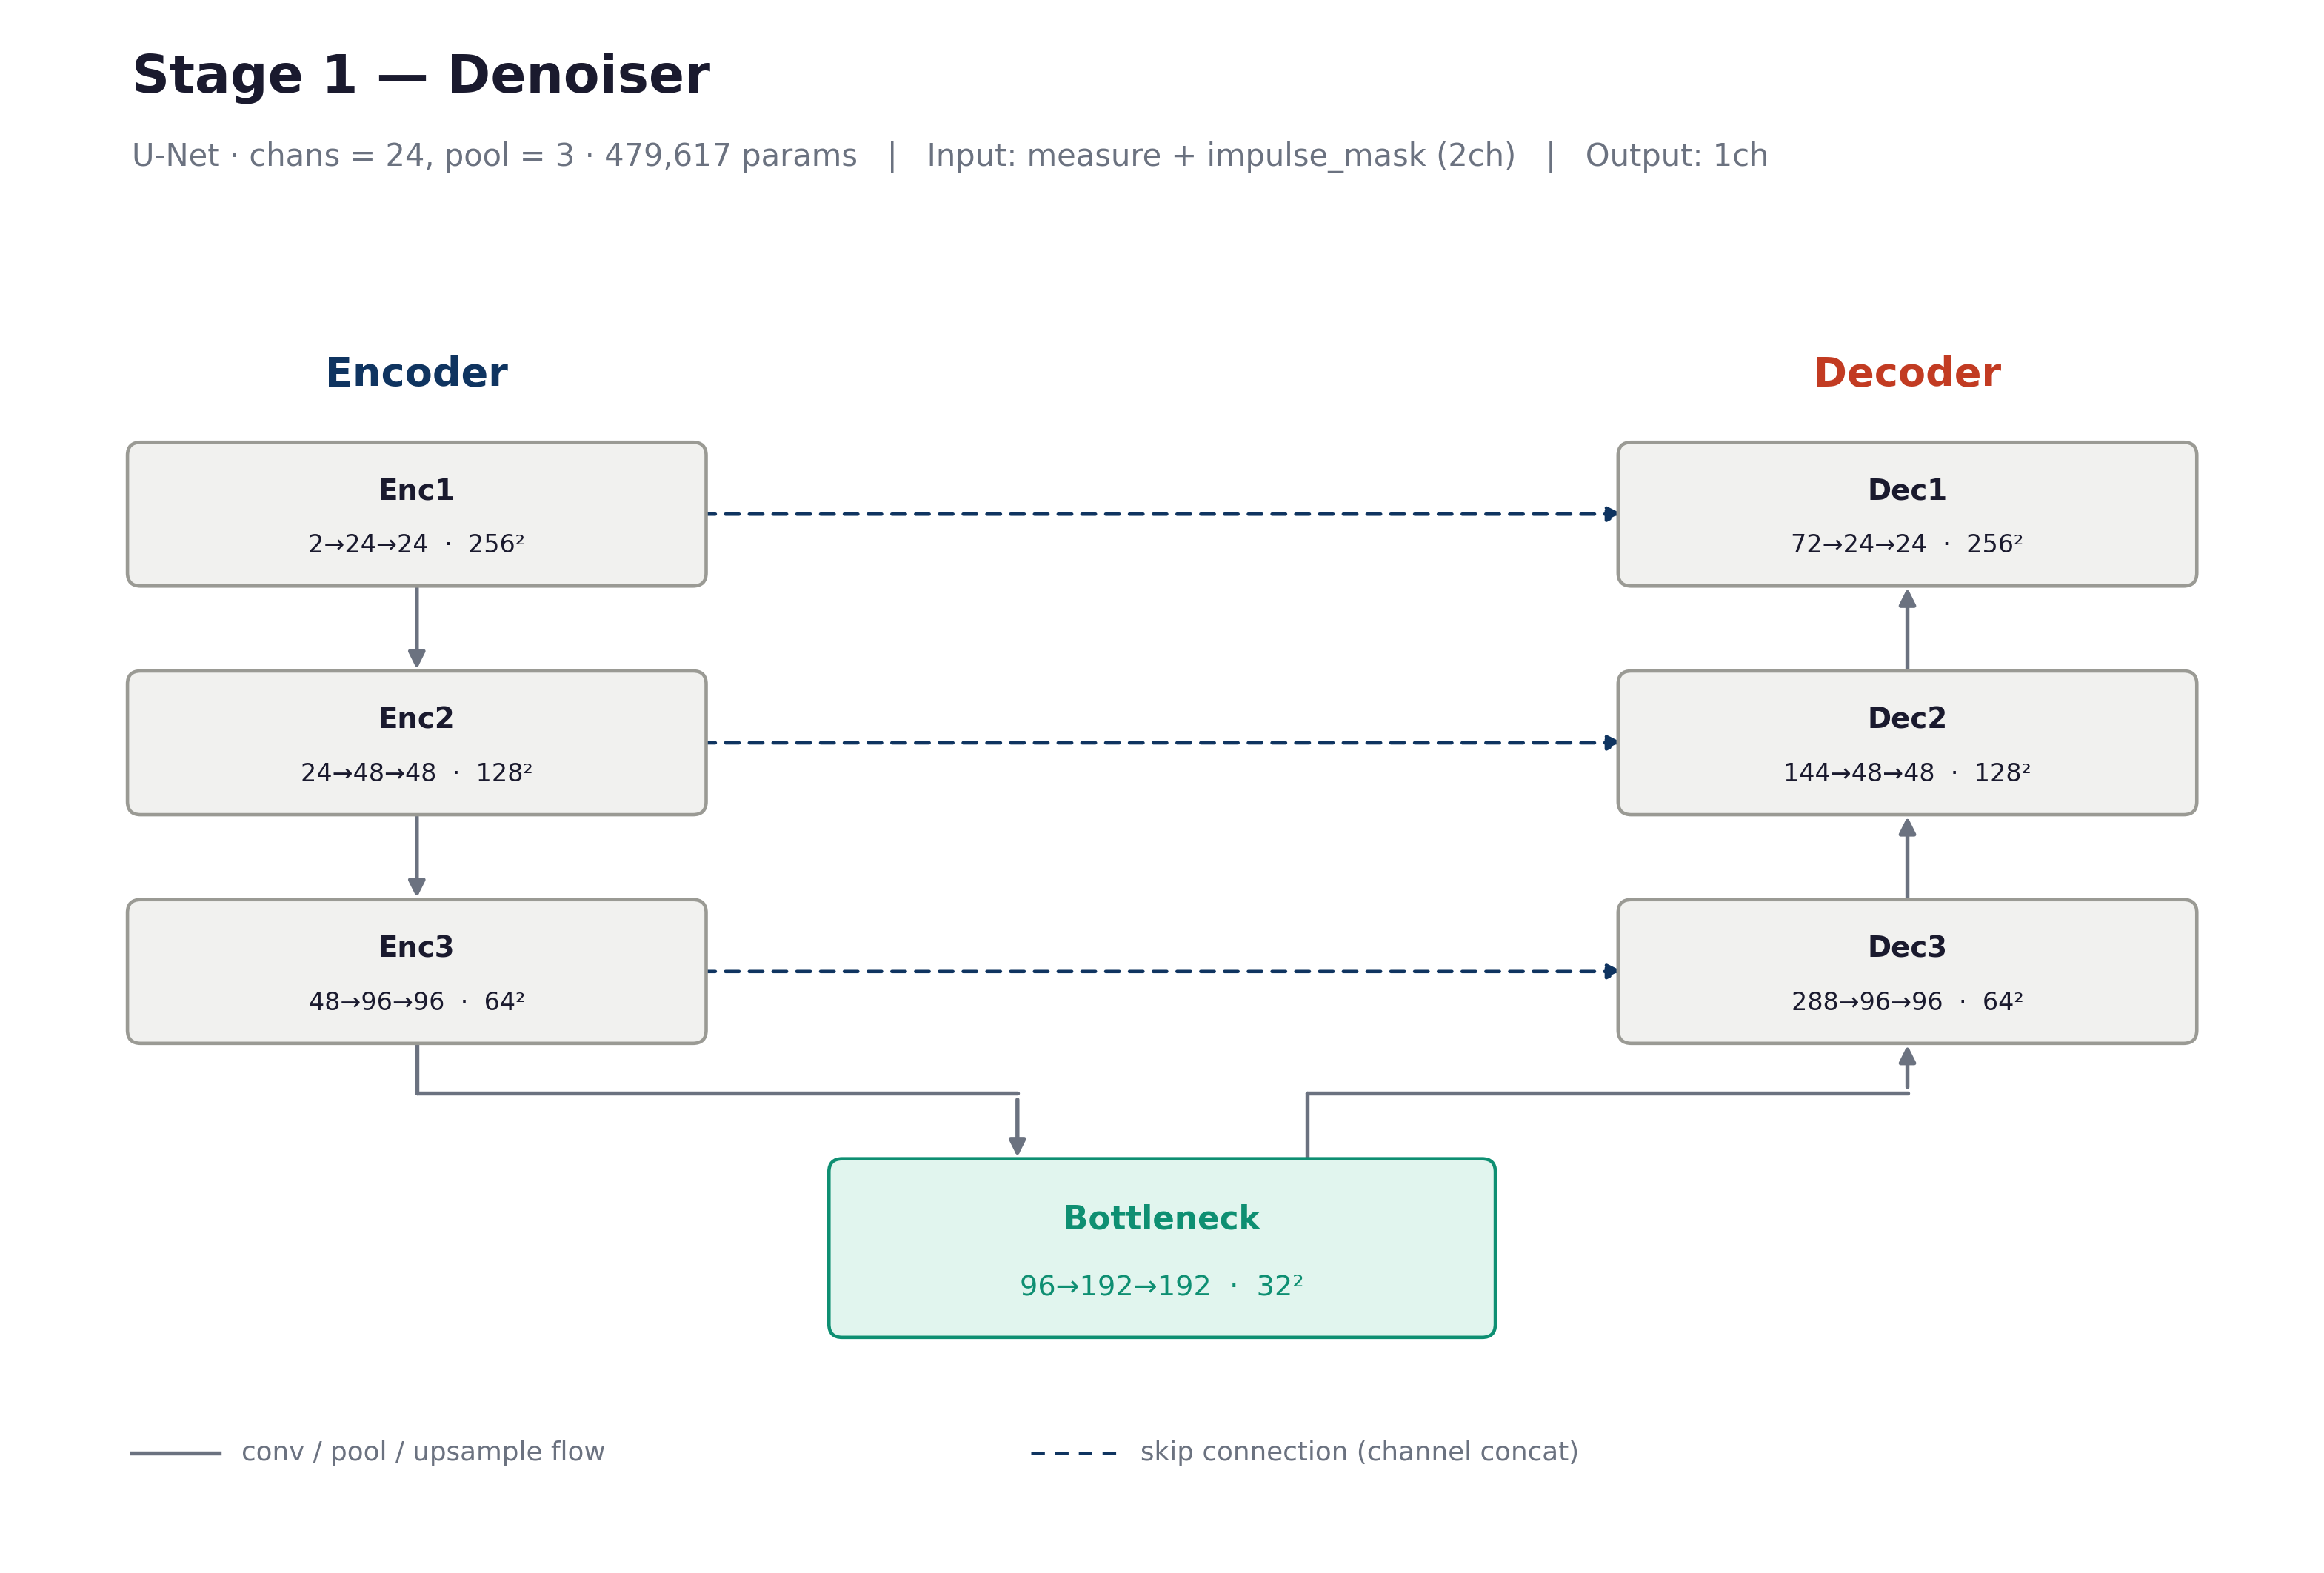 Stage 1 — Denoiser
U-Net · chans = 24, pool = 3 · 479,617 params | Input: measure + impulse_mask (2ch) | Output: 1ch
Encoder
Decoder
Enc1
2→24→24 · 256²
Dec1
72→24→24 · 256²
Enc2
24→48→48 · 128²
Dec2
144→48→48 · 128²
Enc3
48→96→96 · 64²
Dec3
288→96→96 · 64²
Bottleneck
96→192→192 · 32²
conv / pool / upsample flow
skip connection (channel concat)